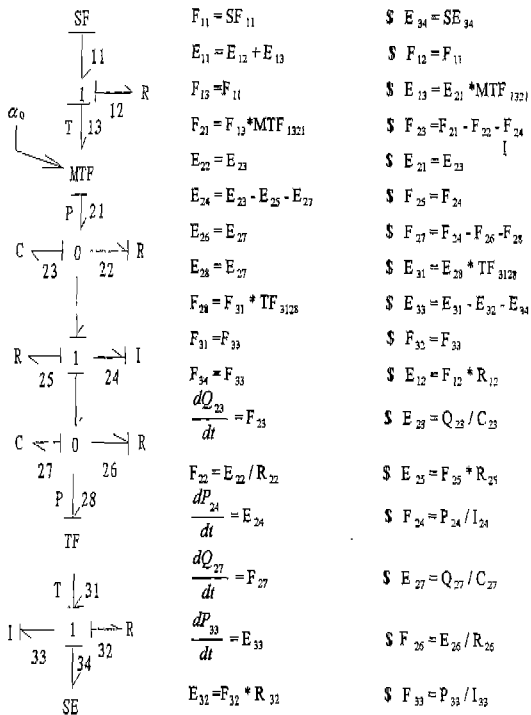 SF
11
1
R
12
T
13
α₀
MTF
P
21
C
0
R
23
22
R
1
I
25
24
C
0
R
27
26
P
28
TF
T
31
I
1
R
33
32
34
SE
F₁₁ = SF₁₁ $ E₃₄ = SE₃₄
E₁₁ = E₁₂ + E₁₃ $ F₁₂ = F₁₁
F₁₃ = F₁₁ $ E₁₃ = E₂₁ * MTF₁₃₂₁
F₂₁ = F₁₃ * MTF₁₃₂₁ $ F₂₃ = F₂₁ - F₂₂ - F₂₄
I
E₂₂ = E₂₃ $ E₂₁ = E₂₃
E₂₄ = E₂₃ - E₂₅ - E₂₇ $ F₂₅ = F₂₄
E₂₆ = E₂₇ $ F₂₇ = F₂₄ - F₂₆ - F₂₈
E₂₈ = E₂₇ $ E₃₁ = E₂₈ * TF₃₁₂₈
F₂₈ = F₃₁ * TF₃₁₂₈ $ E₃₃ = E₃₁ - E₃₂ - E₃₄
F₃₁ = F₃₃ $ F₃₂ = F₃₃
F₃₄ = F₃₃ $ E₁₂ = F₁₂ * R₁₂
dQ₂₃/dt = F₂₃ $ E₂₃ = Q₂₃ / C₂₃
F₂₂ = E₂₂ / R₂₂ $ E₂₅ = F₂₅ * R₂₅
dP₂₄/dt = E₂₄ $ F₂₄ = P₂₄ / I₂₄
dQ₂₇/dt = F₂₇ $ E₂₇ = Q₂₇ / C₂₇
dP₃₃/dt = E₃₃ $ F₂₆ = E₂₆ / R₂₆
E₃₂ = F₃₂ * R₃₂ $ F₃₃ = P₃₃ / I₃₃